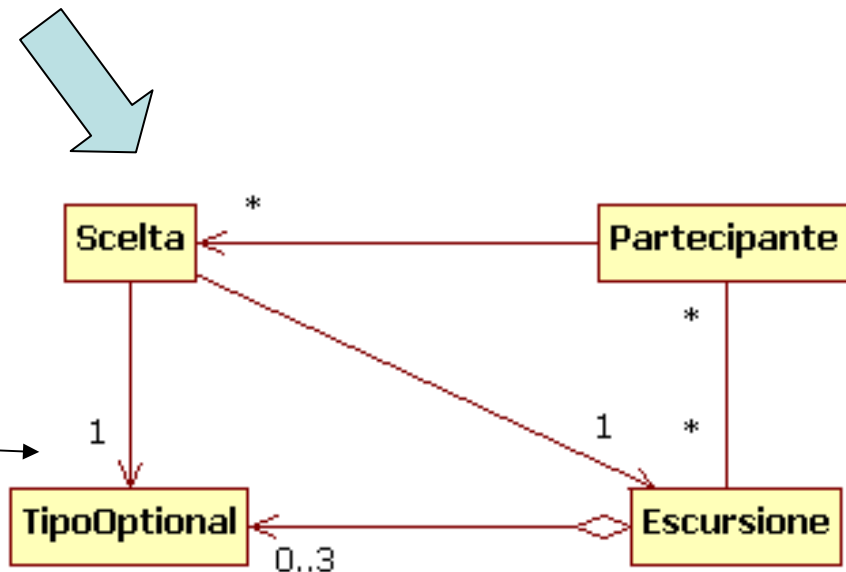 *
Scelta
Partecipante
*
1
1
*
TipoOptional
Escursione
0..3